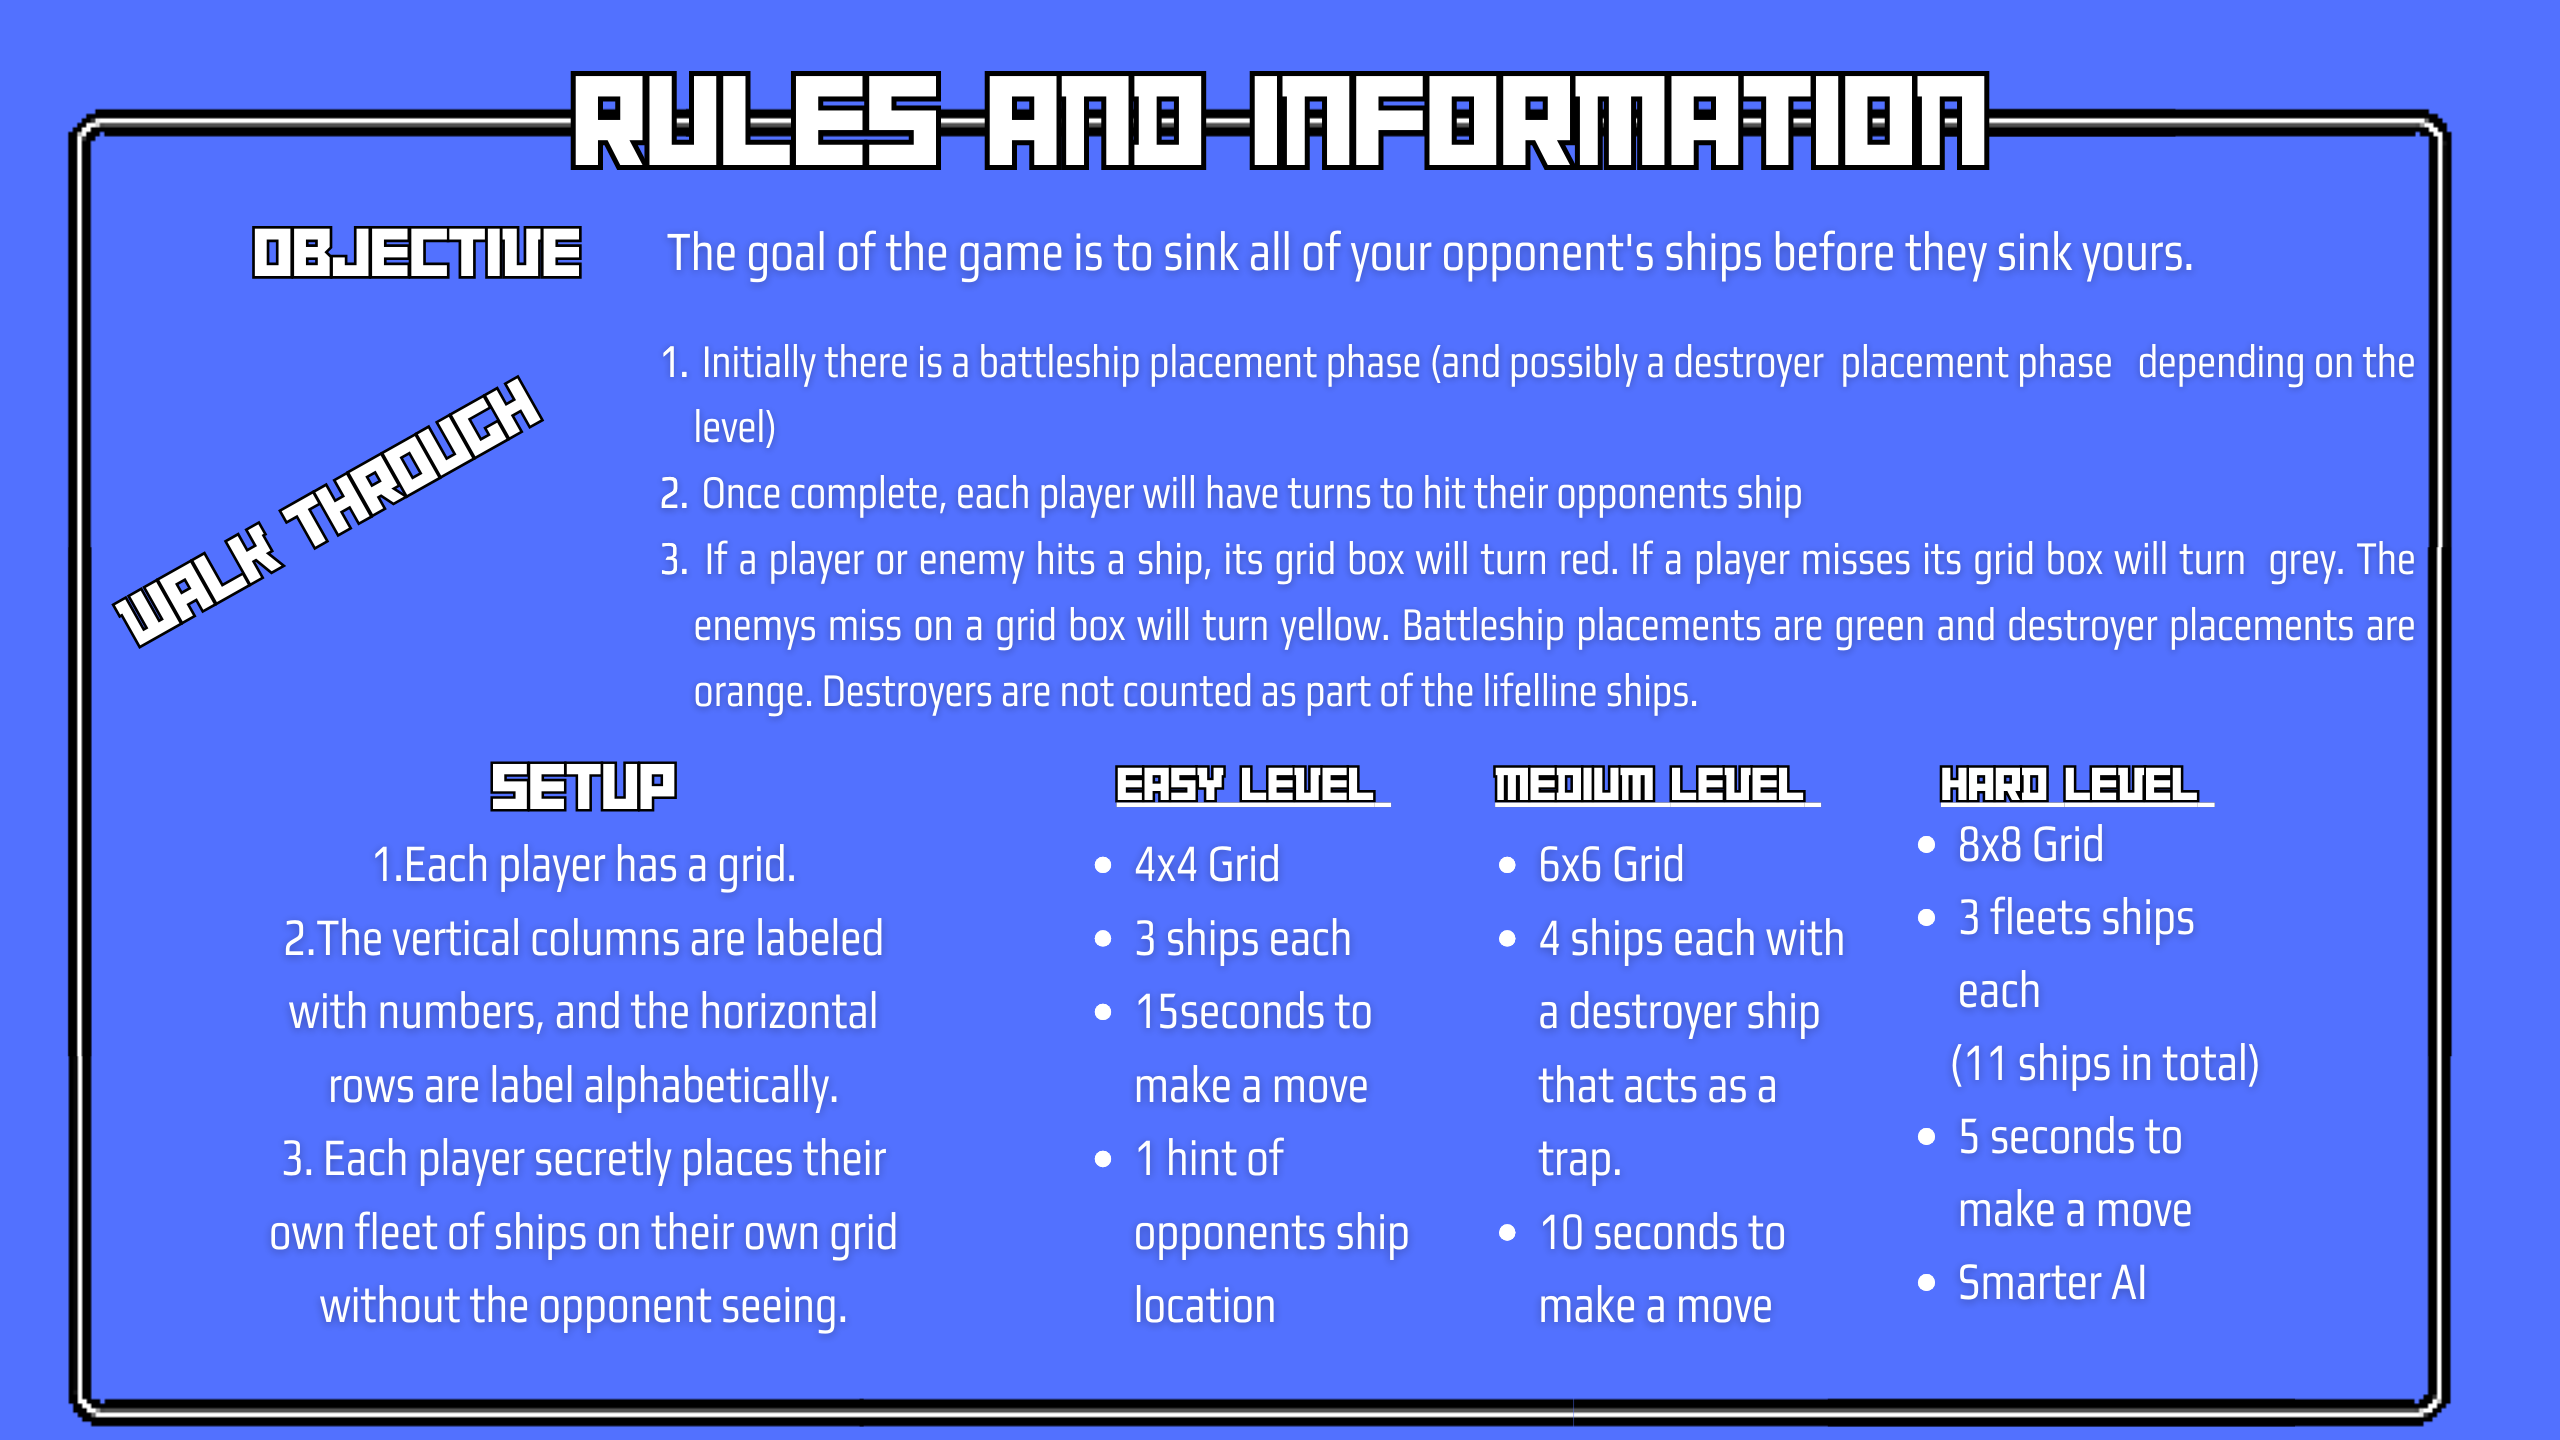 RULES AND INFORMATION
OBJECTIVE
The goal of the game is to sink all of your opponent's ships before they sink yours.
WALK THROUGH
1. Initially there is a battleship placement phase (and possibly a destroyer placement phase depending on the
level)
2. Once complete, each player will have turns to hit their opponents ship
3. If a player or enemy hits a ship, its grid box will turn red. If a player misses its grid box will turn grey. The
enemys miss on a grid box will turn yellow. Battleship placements are green and destroyer placements are
orange. Destroyers are not counted as part of the lifelline ships.
SETUP
1.Each player has a grid.
2.The vertical columns are labeled
with numbers, and the horizontal
rows are label alphabetically.
3. Each player secretly places their
own fleet of ships on their own grid
without the opponent seeing.
EASY LEVEL
• 4x4 Grid
• 3 ships each
• 15seconds to
make a move
• 1 hint of
opponents ship
location
MEDIUM LEVEL
• 6x6 Grid
• 4 ships each with
a destroyer ship
that acts as a
trap.
• 10 seconds to
make a move
HARD LEVEL
• 8x8 Grid
• 3 fleets ships
each
(11 ships in total)
• 5 seconds to
make a move
• Smarter AI